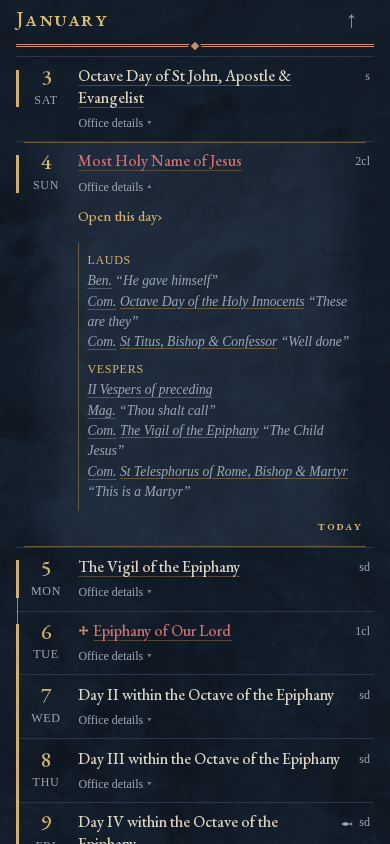 January ↑
3 Octave Day of St John, Apostle & s
SAT Evangelist
Office details ▾
4 Most Holy Name of Jesus 2cl
SUN Office details ▴
Open this day›
LAUDS
Ben. “He gave himself”
Com. Octave Day of the Holy Innocents “These
are they”
Com. St Titus, Bishop & Confessor “Well done”
VESPERS
II Vespers of preceding
Mag. “Thou shalt call”
Com. The Vigil of the Epiphany “The Child
Jesus”
Com. St Telesphorus of Rome, Bishop & Martyr
“This is a Martyr”
TODAY
5 The Vigil of the Epiphany sd
MON Office details ▾
6 ✠ Epiphany of Our Lord 1cl
TUE Office details ▾
7 Day II within the Octave of the Epiphany sd
WED Office details ▾
8 Day III within the Octave of the Epiphany sd
THU Office details ▾
9 Day IV within the Octave of the sd
FRI Epiphany